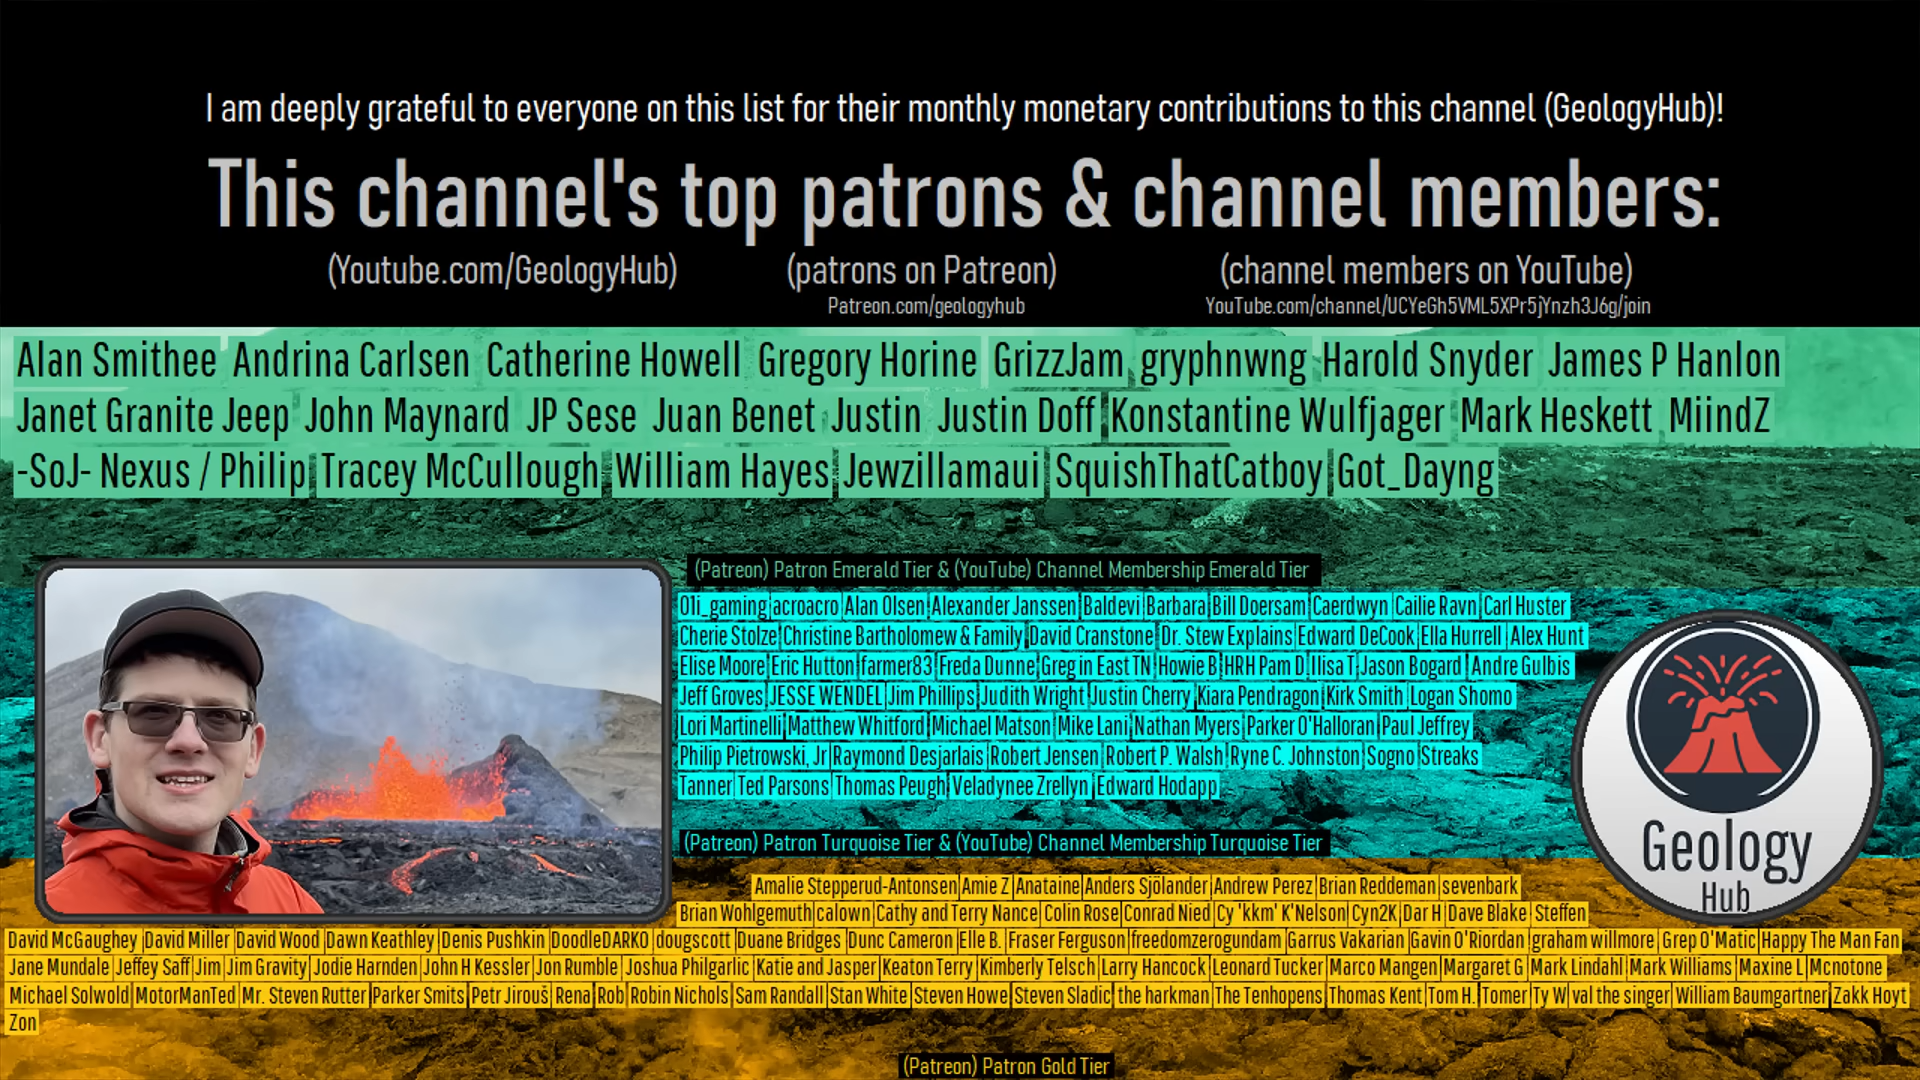 I am deeply grateful to everyone on this list for their monthly monetary contributions to this channel (GeologyHub)!
This channel's top patrons & channel members:
(Youtube.com/GeologyHub) (patrons on Patreon) (channel members on YouTube)
Patreon.com/geologyhub YouTube.com/channel/UCYeGh5VML5XPr5jYnzh3J6g/join
Alan Smithee Andrina Carlsen Catherine Howell Gregory Horine GrizzJam gryphnwng Harold Snyder James P Hanlon
Janet Granite Jeep John Maynard JP Sese Juan Benet Justin Justin Doff Konstantine Wulfjager Mark Heskett MiindZ
-SoJ- Nexus / Philip Tracey McCullough William Hayes Jewzillamaui SquishThatCatboy Got_Dayng
(Patreon) Patron Emerald Tier & (YouTube) Channel Membership Emerald Tier
01i_gaming acroacro Alan Olsen Alexander Janssen Baldevi Barbara Bill Doersam Caerdwyn Cailie Ravn Carl Huster
Cherie Stolze Christine Bartholomew & Family David Cranstone Dr. Stew Explains Edward DeCook Ella Hurrell Alex Hunt
Elise Moore Eric Hutton farmer83 Freda Dunne Greg in East TN Howie B HRH Pam D Ilisa T Jason Bogard Andre Gulbis
Jeff Groves JESSE WENDEL Jim Phillips Judith Wright Justin Cherry Kiara Pendragon Kirk Smith Logan Shomo
Lori Martinelli Matthew Whitford Michael Matson Mike Lani Nathan Myers Parker O'Halloran Paul Jeffrey
Philip Pietrowski, Jr Raymond Desjarlais Robert Jensen Robert P. Walsh Ryne C. Johnston Sogno Streaks
Tanner Ted Parsons Thomas Peugh Veladynee Zrellyn Edward Hodapp
(Patreon) Patron Turquoise Tier & (YouTube) Channel Membership Turquoise Tier
Geology
Hub
Amalie Stepperud-Antonsen Amie Z Anataine Anders Sjölander Andrew Perez Brian Reddeman sevenbark
Brian Wohlgemuth calown Cathy and Terry Nance Colin Rose Conrad Nied Cy 'kkm' K'Nelson Cyn2K Dar H Dave Blake Steffen
David McGaughey David Miller David Wood Dawn Keathley Denis Pushkin DoodleDARKO dougscott Duane Bridges Dunc Cameron Elle B. Fraser Ferguson freedomzerogundam Garrus Vakarian Gavin O'Riordan graham willmore Grep O'Matic Happy The Man Fan
Jane Mundale Jeffey Saff Jim Jim Gravity Jodie Harnden John H Kessler Jon Rumble Joshua Philgarlic Katie and Jasper Keaton Terry Kimberly Telsch Larry Hancock Leonard Tucker Marco Mangen Margaret G Mark Lindahl Mark Williams Maxine L Mcnotone
Michael Solwold MotorManTed Mr. Steven Rutter Parker Smits Petr Jirouš Rena Rob Robin Nichols Sam Randall Stan White Steven Howe Steven Sladic the harkman The Tenhopens Thomas Kent Tom H. Tomer Ty W val the singer William Baumgartner Zakk Hoyt
Zon
(Patreon) Patron Gold Tier